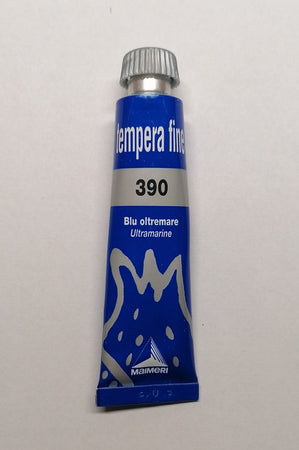 tempera fine
390
Blu oltremare
Ultramarine
MAIMERI